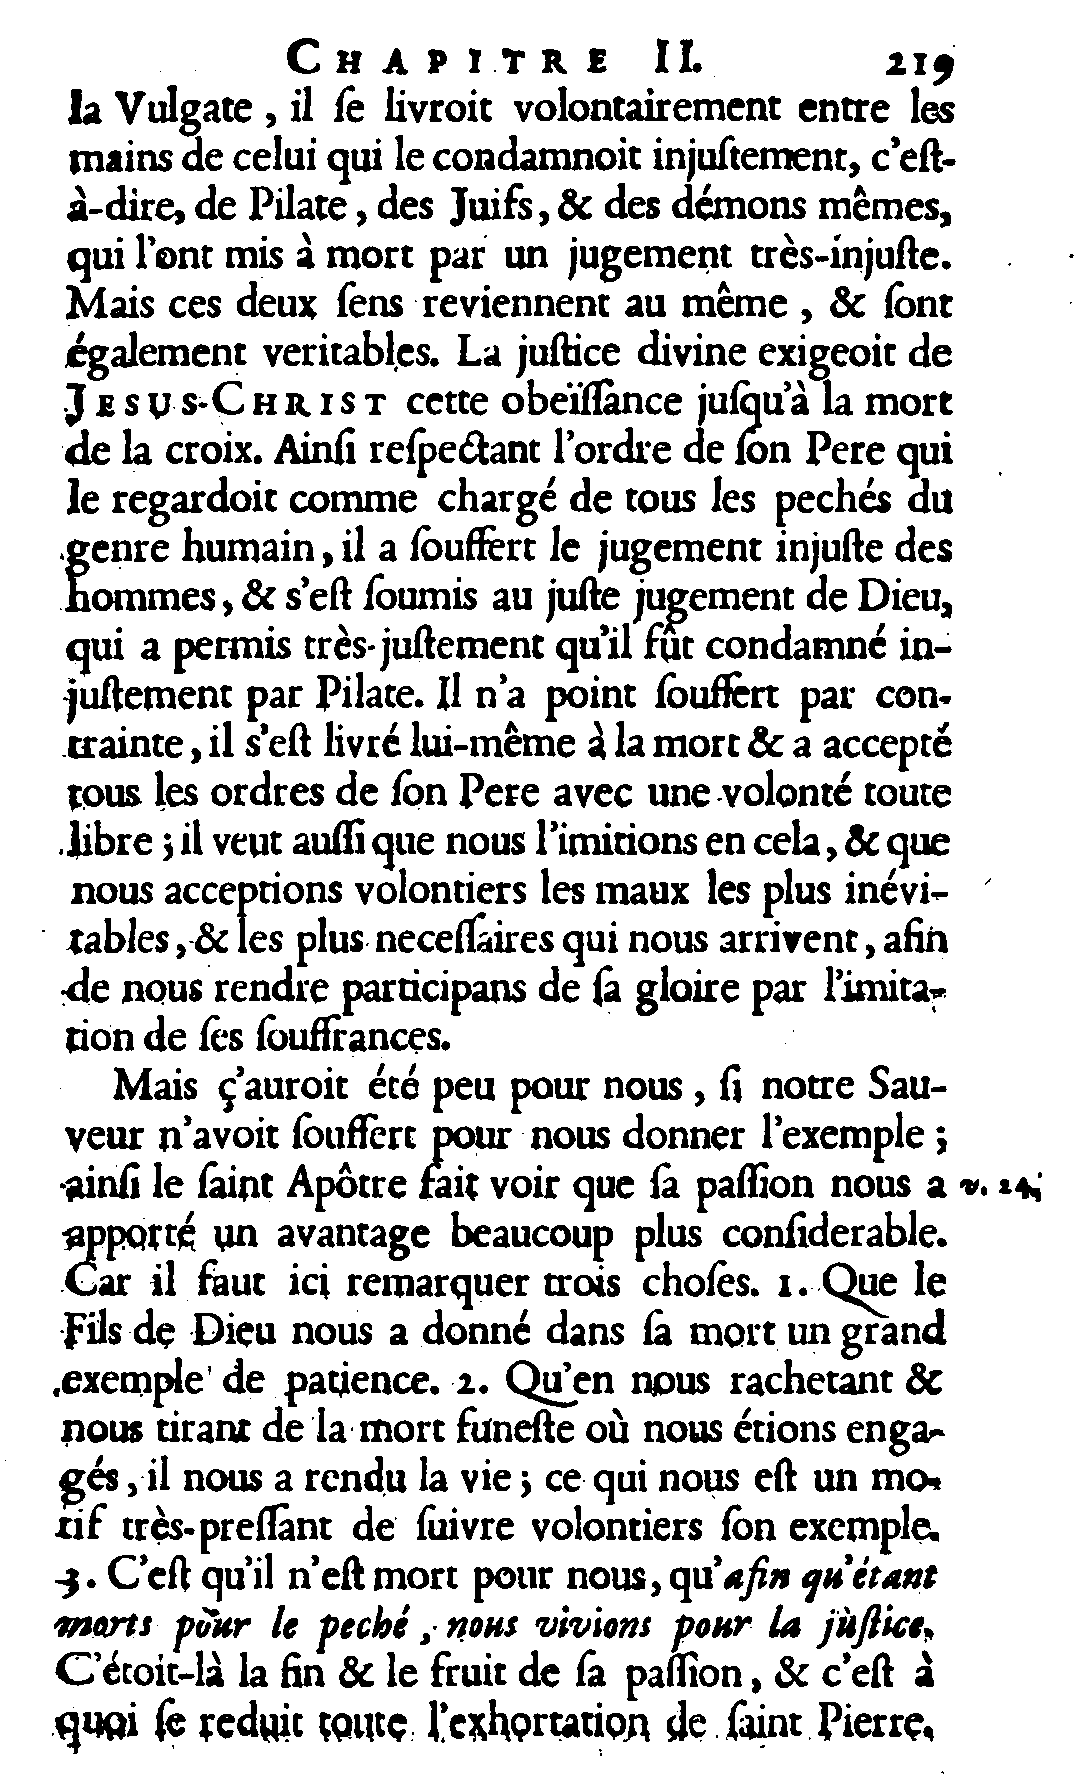 CHAPITRE II. 219
la Vulgate, il ſe livroit volontairement entre les
mains de celui qui le condamnoit injuſtement, c'eſt-
à-dire, de Pilate, des Juifs, & des démons mêmes,
qui l'ont mis à mort par un jugement très-injuſte.
Mais ces deux ſens reviennent au même, & ſont
également veritables. La juſtice divine exigeoit de
JESUS-CHRIST cette obeïſſance juſqu'à la mort
de la croix. Ainſi reſpectant l'ordre de ſon Pere qui
le regardoit comme chargé de tous les pechés du
genre humain, il a ſouffert le jugement injuſte des
hommes, & s'eſt ſoumis au juſte jugement de Dieu,
qui a permis très-juſtement qu'il fût condamné in-
juſtement par Pilate. Il n'a point ſouffert par con-
trainte, il s'eſt livré lui-même à la mort & a accepté
tous les ordres de ſon Pere avec une volonté toute
libre ; il veut auſſi que nous l'imitions en cela, & que
nous acceptions volontiers les maux les plus inévi-
tables, & les plus neceſſaires qui nous arrivent, afin
de nous rendre participans de ſa gloire par l'imita-
tion de ſes ſouffrances.
Mais ç'auroit été peu pour nous, ſi notre Sau-
veur n'avoit ſouffert pour nous donner l'exemple ;
ainſi le ſaint Apôtre fait voir que ſa paſſion nous a v. 24.
apporté un avantage beaucoup plus conſiderable.
Car il faut ici remarquer trois choſes. 1. Que le
Fils de Dieu nous a donné dans ſa mort un grand
exemple de patience. 2. Qu'en nous rachetant &
nous tirant de la mort funeſte où nous étions enga-
gés, il nous a rendu la vie ; ce qui nous eſt un mo-
tif très-preſſant de ſuivre volontiers ſon exemple.
3. C'eſt qu'il n'eſt mort pour nous, qu'afin qu'étant
morts pour le peché, nous vivions pour la juſtice.
C'étoit-là la fin & le fruit de ſa paſſion, & c'eſt à
quoi ſe reduit toute l'exhortation de ſaint Pierre.